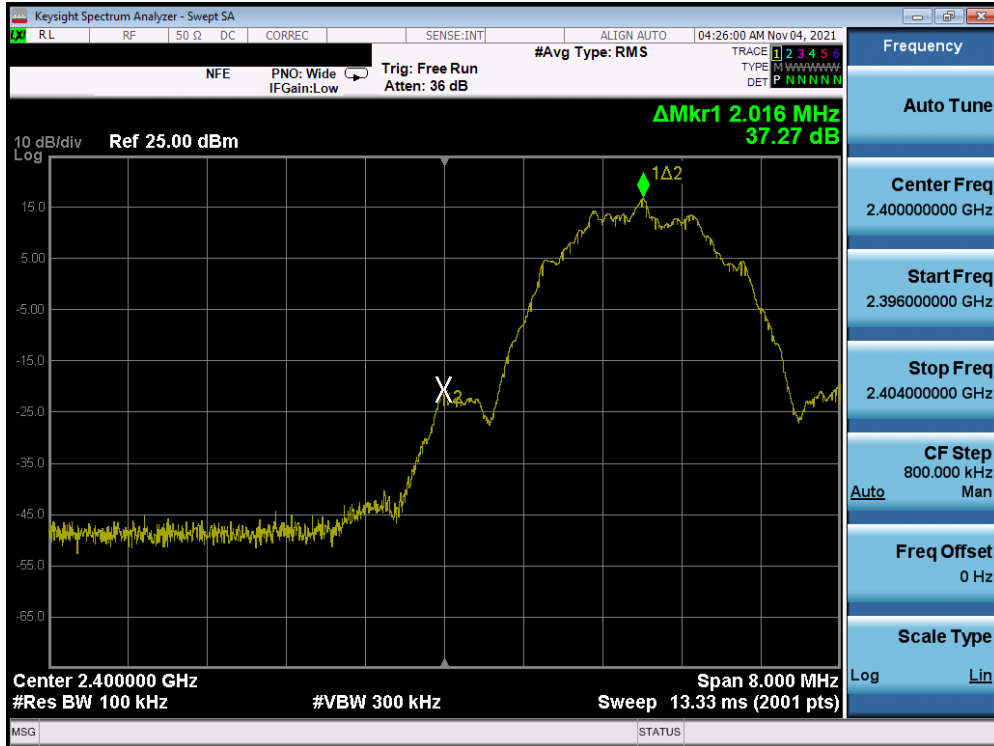 Keysight Spectrum Analyzer - Swept SA
LXI RL RF 50 Ω DC CORREC SENSE:INT ALIGN AUTO 04:26:00 AM Nov 04, 2021
#Avg Type: RMS TRACE 1 2 3 4 5 6
NFE PNO: Wide Trig: Free Run TYPE M W W W W W
IFGain:Low Atten: 36 dB DET P N N N N N
ΔMkr1 2.016 MHz
10 dB/div Ref 25.00 dBm 37.27 dB
Log
1Δ2
15.0
5.00
-5.00
-15.0
X2
-25.0
-35.0
-45.0
-55.0
-65.0
Center 2.400000 GHz Span 8.000 MHz
#Res BW 100 kHz #VBW 300 kHz Sweep 13.33 ms (2001 pts)
MSG STATUS
Frequency
Auto Tune
Center Freq
2.400000000 GHz
Start Freq
2.396000000 GHz
Stop Freq
2.404000000 GHz
CF Step
800.000 kHz
Auto Man
Freq Offset
0 Hz
Scale Type
Log Lin